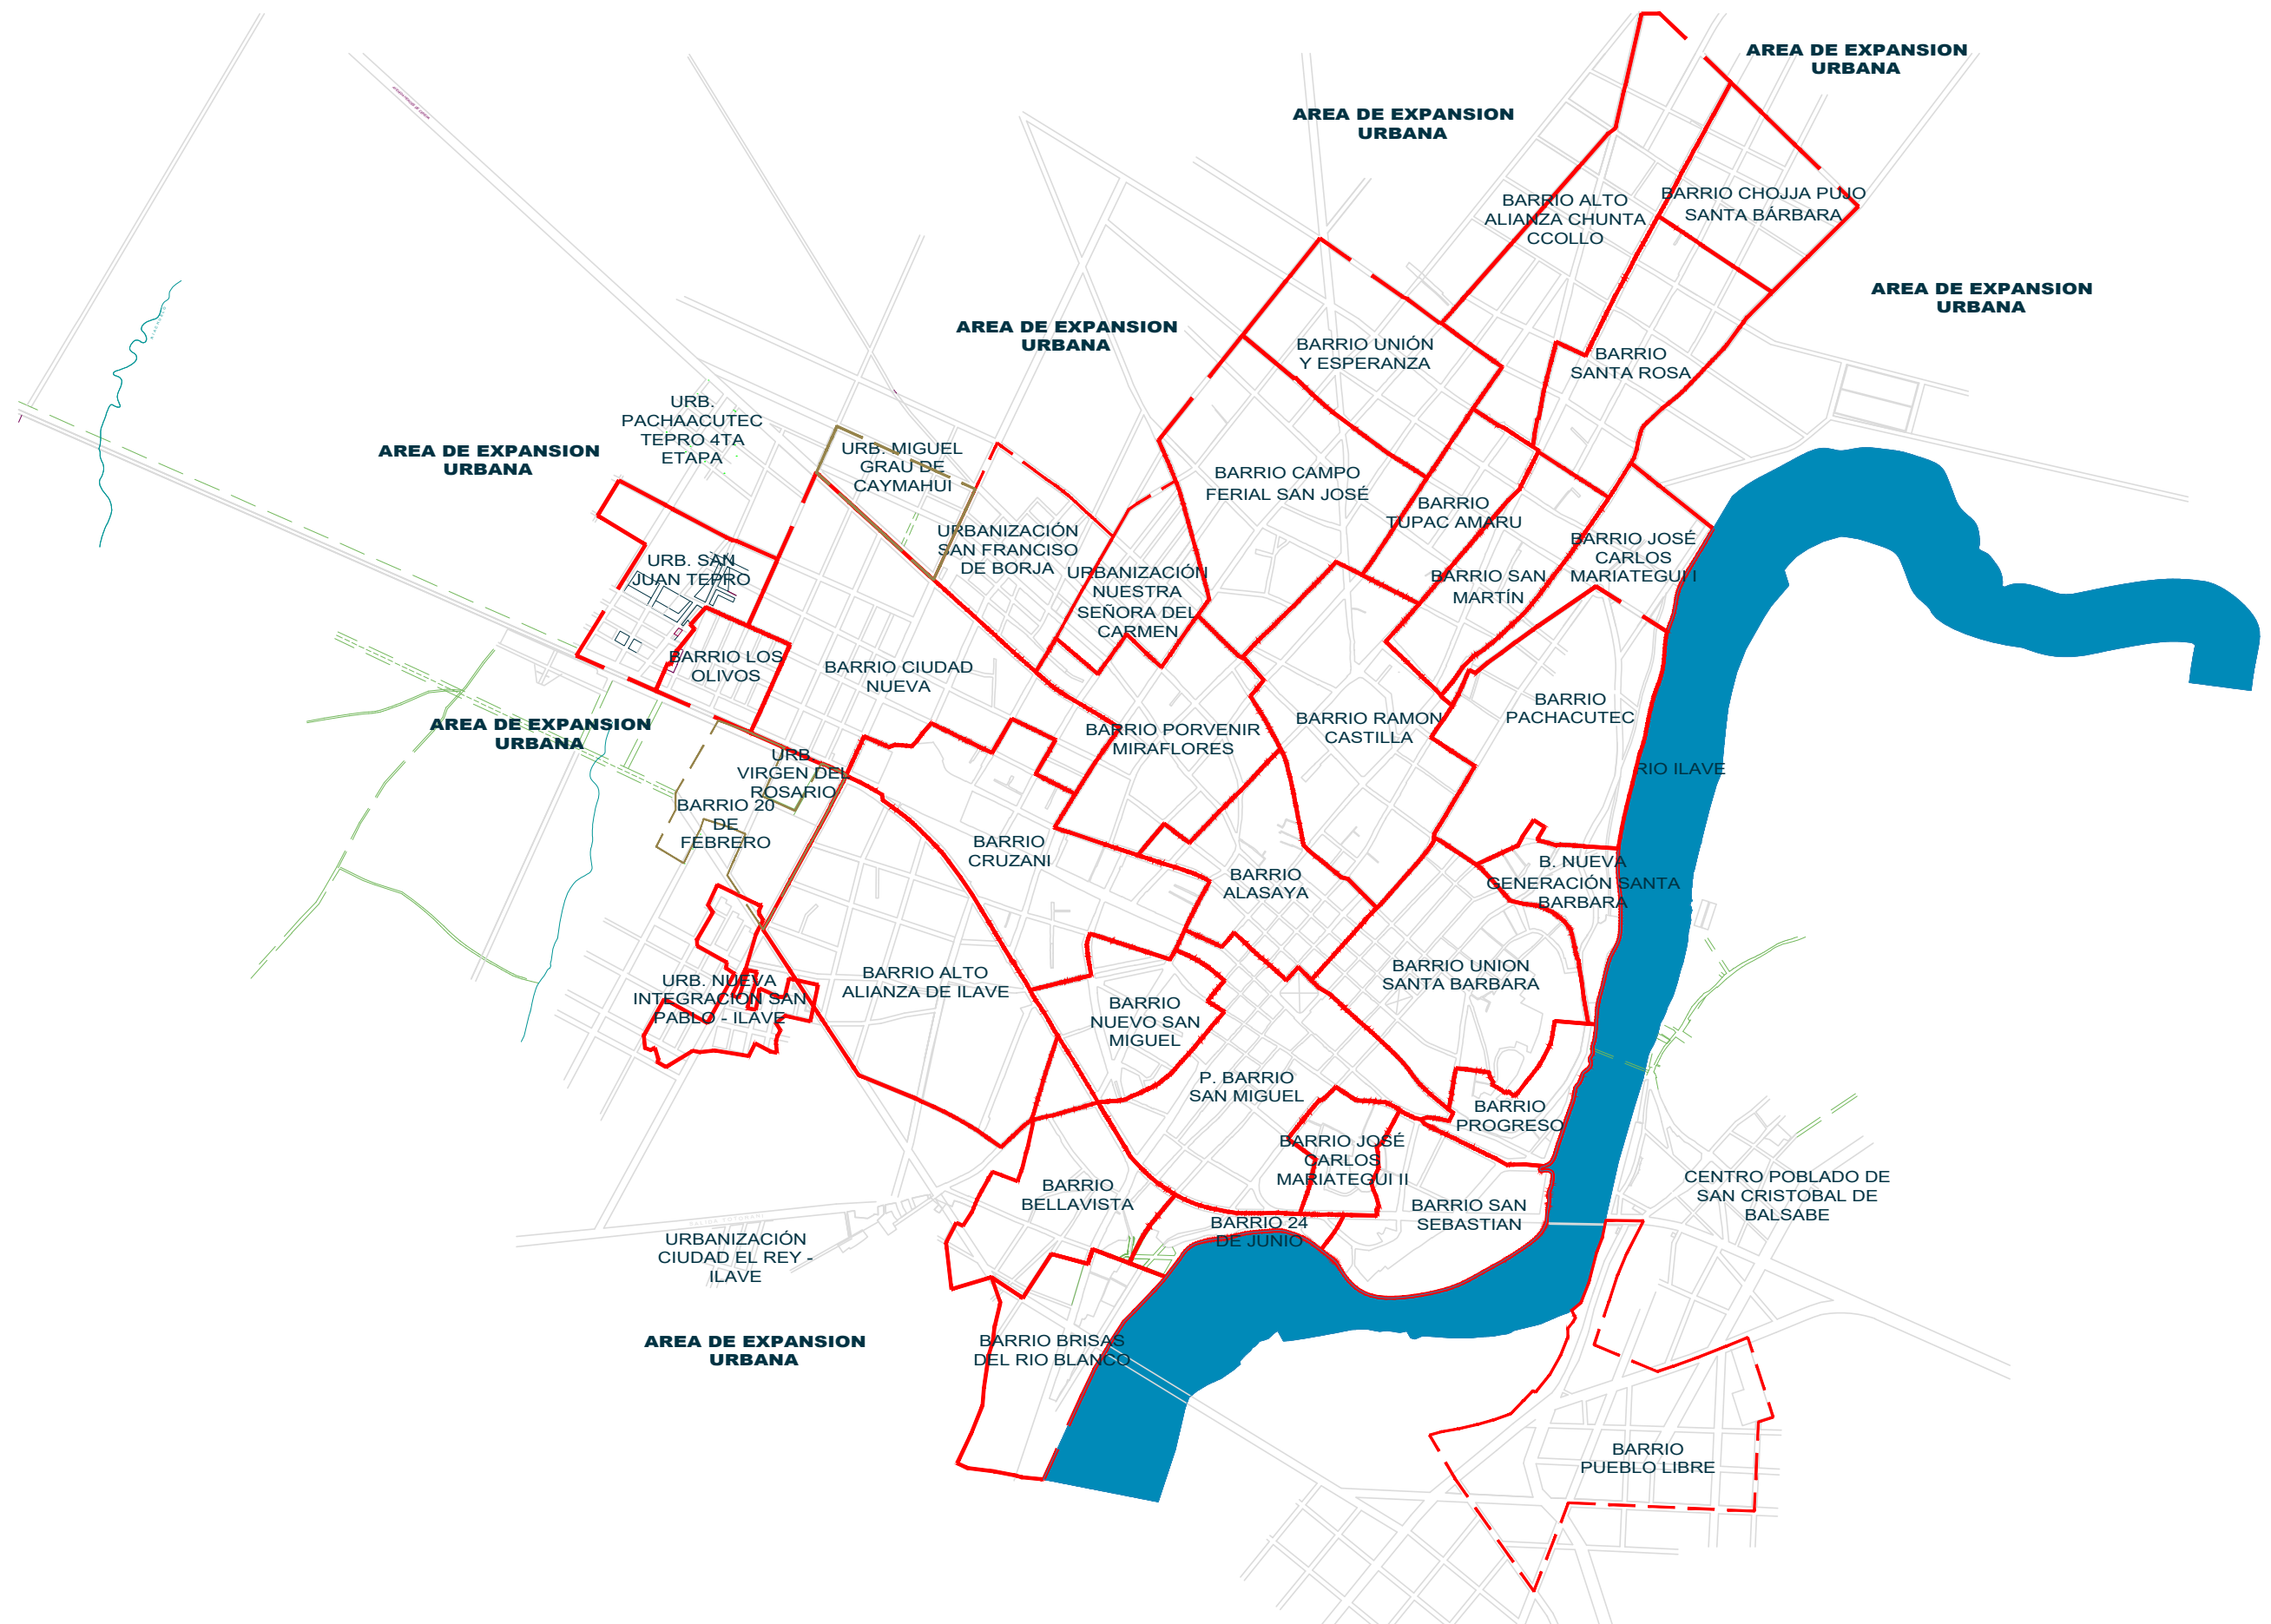 AREA DE EXPANSION
URBANA
AREA DE EXPANSION
URBANA
BARRIO ALTO
ALIANZA CHUNTA
CCOLLO
BARRIO CHOJJA PUJO
SANTA BÁRBARA
AREA DE EXPANSION
URBANA
AREA DE EXPANSION
URBANA
BARRIO UNIÓN
Y ESPERANZA
BARRIO
SANTA ROSA
URB.
PACHAACUTEC
TEPRO 4TA
ETAPA
AREA DE EXPANSION
URBANA
URB. MIGUEL
GRAU DE
CAYMAHUI
BARRIO CAMPO
FERIAL SAN JOSÉ
BARRIO
TUPAC AMARU
URBANIZACIÓN
SAN FRANCISO
DE BORJA
BARRIO JOSÉ
CARLOS
MARIATEGUI I
URB. SAN
JUAN TEPRO
URBANIZACIÓN
NUESTRA
SEÑORA DEL
CARMEN
BARRIO SAN
MARTÍN
BARRIO LOS
OLIVOS
BARRIO CIUDAD
NUEVA
BARRIO
PACHACUTEC
AREA DE EXPANSION
URBANA
BARRIO PORVENIR
MIRAFLORES
BARRIO RAMON
CASTILLA
URB.
VIRGEN DEL
ROSARIO
RIO ILAVE
BARRIO 20
DE
FEBRERO
BARRIO
CRUZANI
BARRIO
ALASAYA
B. NUEVA
GENERACIÓN SANTA
BARBARA
BARRIO ALTO
ALIANZA DE ILAVE
BARRIO UNION
SANTA BARBARA
URB. NUEVA
INTEGRACION SAN
PABLO - ILAVE
BARRIO
NUEVO SAN
MIGUEL
P. BARRIO
SAN MIGUEL
BARRIO
PROGRESO
BARRIO JOSÉ
CARLOS
MARIATEGUI II
BARRIO
BELLAVISTA
BARRIO SAN
SEBASTIAN
CENTRO POBLADO DE
SAN CRISTOBAL DE
BALSABE
BARRIO 24
DE JUNIO
URBANIZACIÓN
CIUDAD EL REY -
ILAVE
AREA DE EXPANSION
URBANA
BARRIO BRISAS
DEL RIO BLANCO
BARRIO
PUEBLO LIBRE